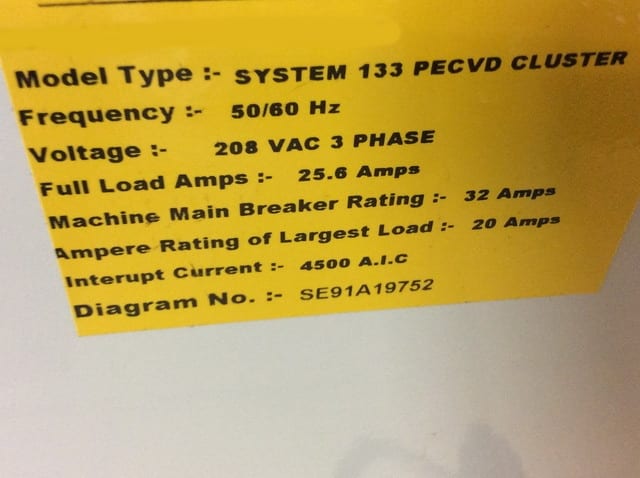 Model Type :- SYSTEM 133 PECVD CLUSTER
Frequency :- 50/60 Hz
Voltage :- 208 VAC 3 PHASE
Full Load Amps :- 25.6 Amps
Machine Main Breaker Rating :- 32 Amps
Ampere Rating of Largest Load :- 20 Amps
Interupt Current :- 4500 A.I.C
Diagram No. :- SE91A19752